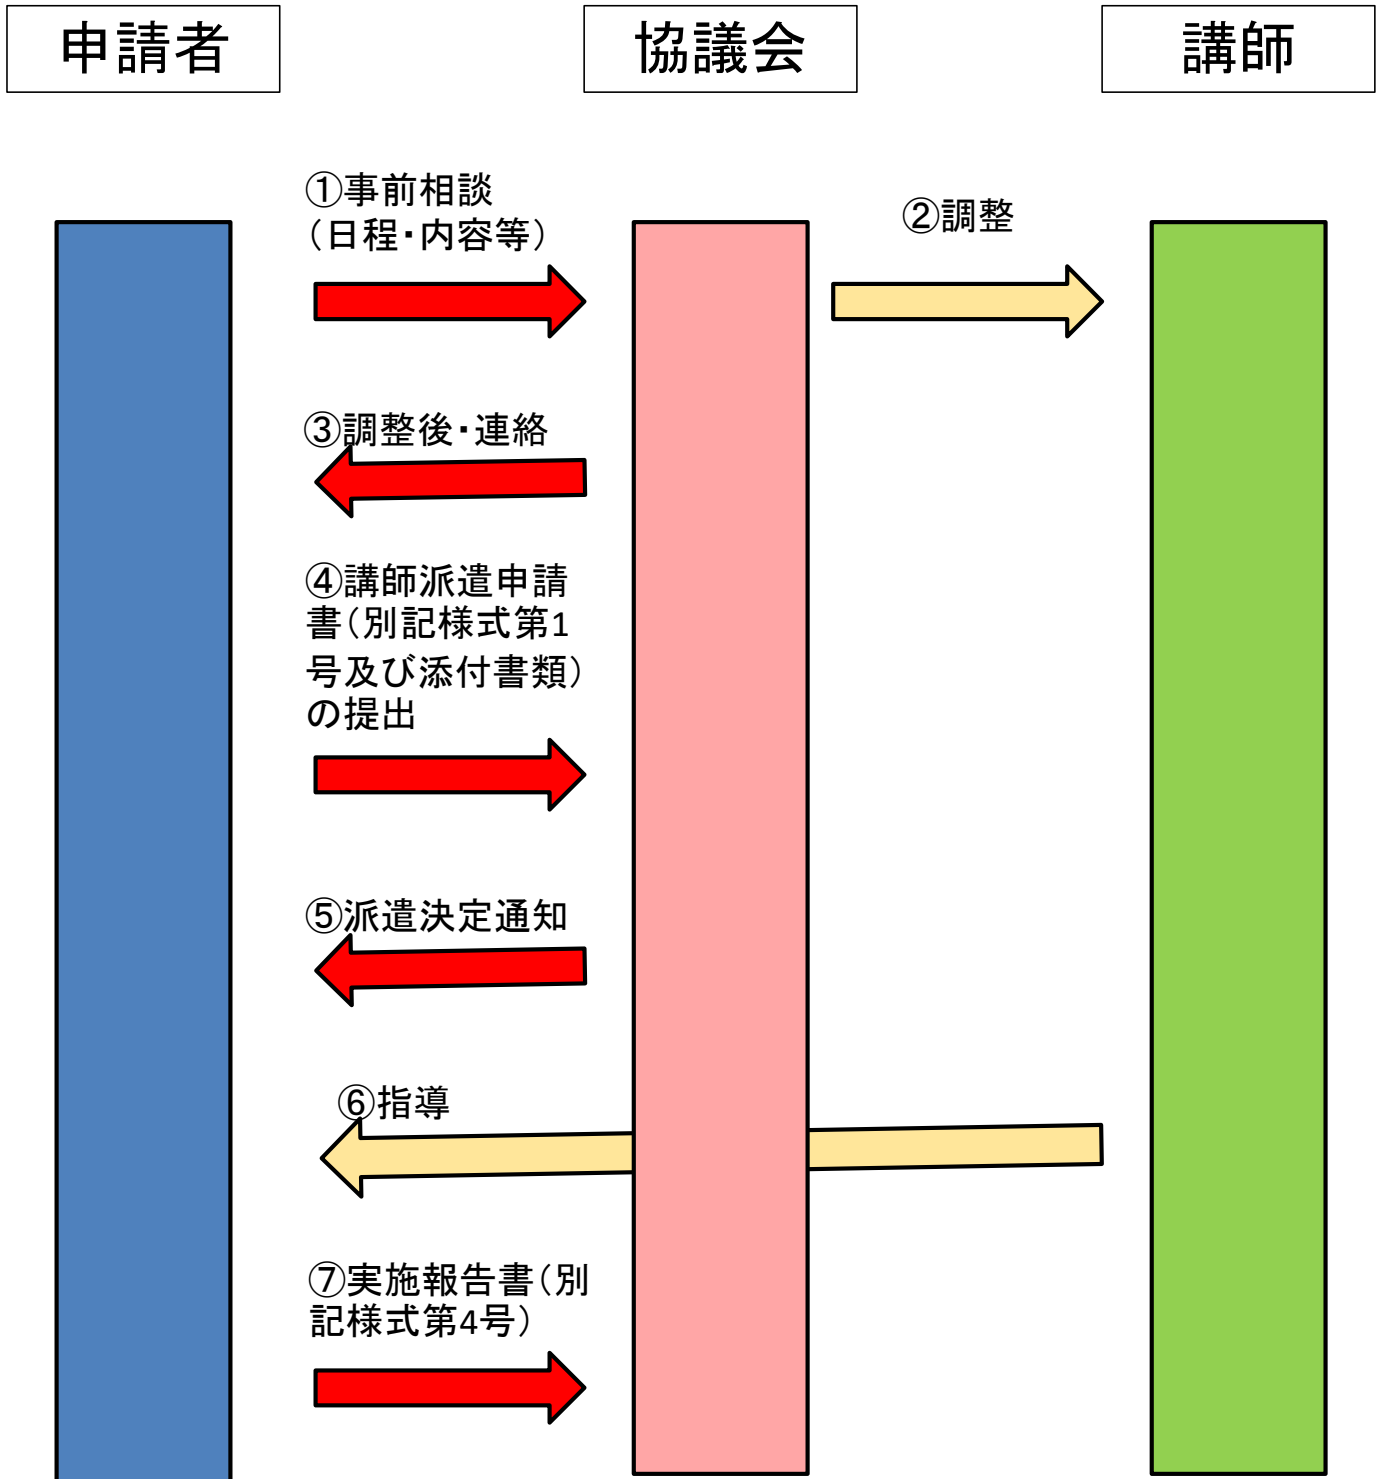 申請者
協議会
講師
①事前相談
（日程・内容等）
②調整
③調整後・連絡
④講師派遣申請
書（別記様式第1
号及び添付書類）
の提出
⑤派遣決定通知
⑥指導
⑦実施報告書（別
記様式第4号）